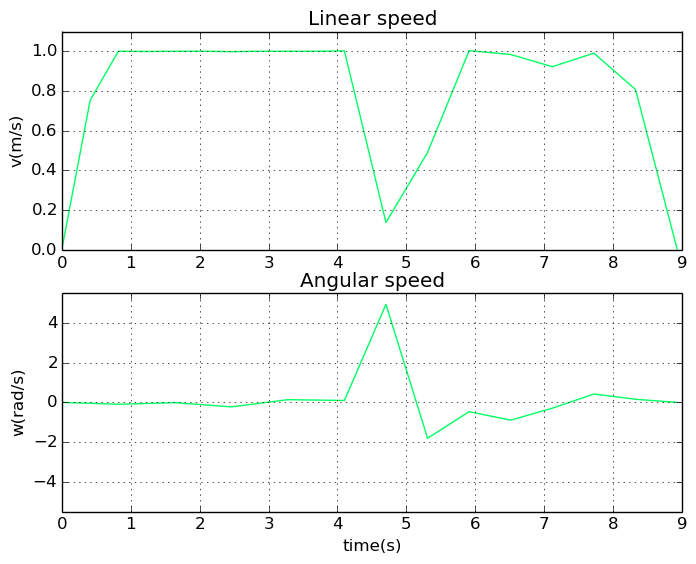 Linear speed
1.0
0.8
0.6
0.4
0.2
0.0
v(m/s)
0 1 2 3 4 5 6 7 8 9
Angular speed
4
2
0
−2
−4
w(rad/s)
0 1 2 3 4 5 6 7 8 9
time(s)